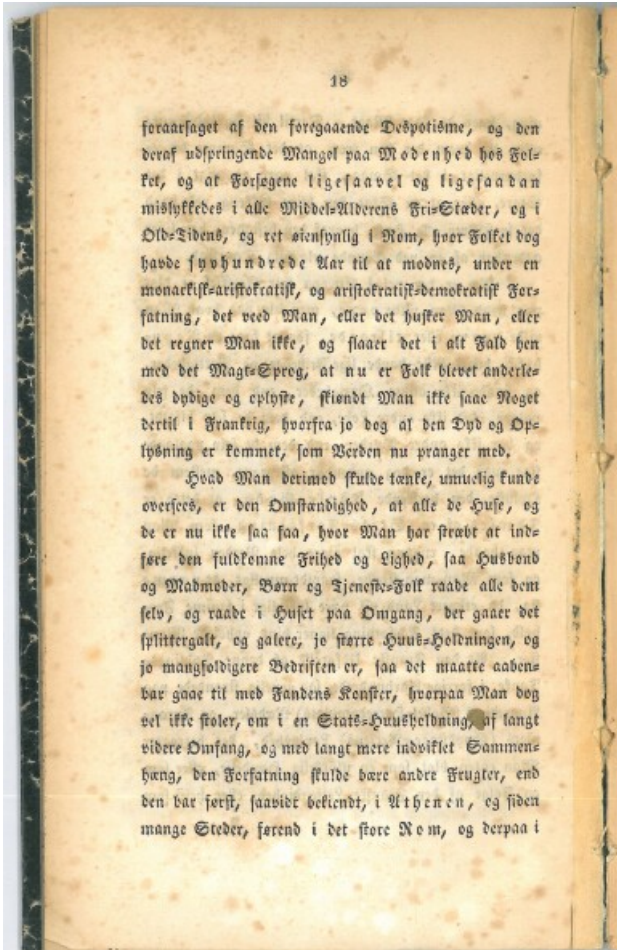 18
foraarsaget af den foregaaende Despotisme, og den
deraf udspringende Mangel paa Modenhed hos Fol-
ket, og at Forsøgene ligesaavel og ligesaadan
mislykkedes i alle Middel-Alderens Fri-Stæder, og i
Old-Tidens, og ret øiensynlig i Rom, hvor Folket dog
havde syvhundrede Aar til at modnes, under en
monarkisk-aristokratisk, og aristokratisk-demokratisk For-
fatning, det veed Man, eller det husker Man, eller
det regner Man ikke, og slaaer det i alt Fald hen
med det Magt-Sprog, at nu er Folk blevet anderle-
des dydige og oplyste, skiøndt Man ikke saae Noget
dertil i Frankrig, hvorfra jo dog al den Dyd og Op-
lysning er kommet, som Verden nu pranger med.
Hvad Man derimod skulde tænke, umuelig kunde
oversees, er den Omstændighed, at alle de Huse, og
de er nu ikke saa faa, hvor Man har stræbt at ind-
føre den fuldkomne Frihed og Lighed, saa Husbond
og Madmoder, Børn og Tjeneste-Folk raade alle dem
selv, og raade i Huset paa Omgang, der gaaer det
splittergalt, og galere, jo større Huus-Holdningen, og
jo mangfoldigere Bedriften er, saa det maatte aaben-
bar gaae til med Fandens Konster, hvorpaa Man dog
vel ikke stoler, om i en Stats-Huusholdning, af langt
videre Omfang, og med langt mere indviklet Sammen-
hæng, den Forfatning skulde bære andre Frugter, end
den bar først, saavidt bekiendt, i Athenen, og siden
mange Steder, førend i det store Rom, og derpaa i